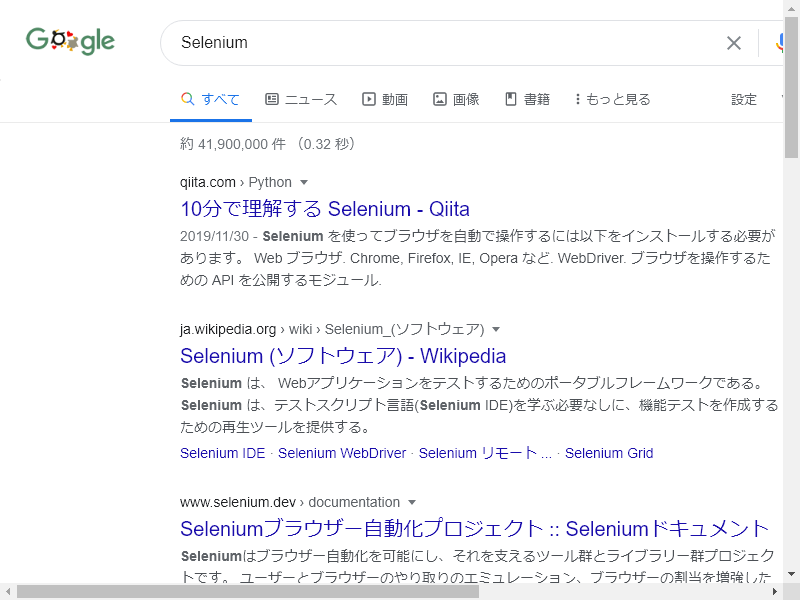 Google
Selenium
すべて ニュース 動画 画像 書籍 もっと見る 設定
約 41,900,000 件 （0.32 秒）
qiita.com › Python
10分で理解する Selenium - Qiita
2019/11/30 - Selenium を使ってブラウザを自動で操作するには以下をインストールする必要が
あります。 Web ブラウザ. Chrome, Firefox, IE, Opera など. WebDriver. ブラウザを操作するた
めの API を公開するモジュール.
ja.wikipedia.org › wiki › Selenium_(ソフトウェア)
Selenium (ソフトウェア) - Wikipedia
Selenium は、 Webアプリケーションをテストするためのポータブルフレームワークである。
Selenium は、テストスクリプト言語(Selenium IDE)を学ぶ必要なしに、機能テストを作成する
ための再生ツールを提供する。
Selenium IDE · Selenium WebDriver · Selenium リモート ... · Selenium Grid
www.selenium.dev › documentation
Seleniumブラウザー自動化プロジェクト :: Seleniumドキュメント
Seleniumはブラウザー自動化を可能にし、それを支えるツール群とライブラリー群プロジェク
トです。 ユーザーとブラウザーのやり取りのエミュレーション、ブラウザーの割当を増強した